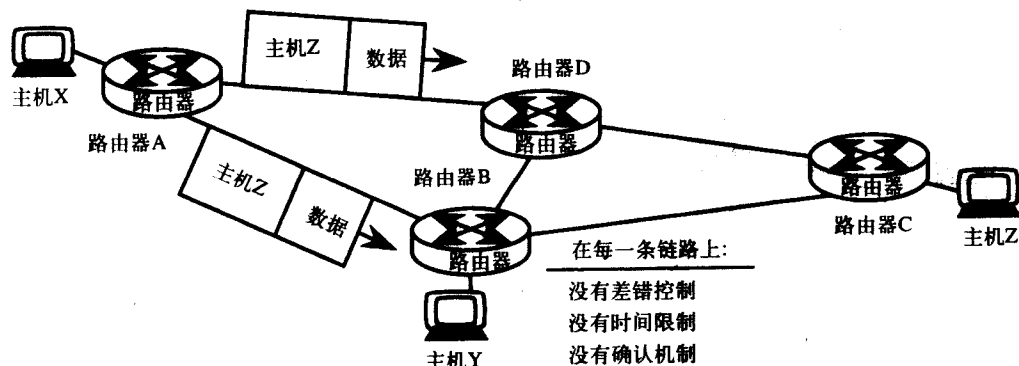 主机Z 数据
路由器D
主机X
路由器
路由器A
路由器
主机Z 数据
路由器B
路由器
路由器C
主机Z
路由器
在每一条链路上:
没有差错控制
没有时间限制
没有确认机制
主机Y